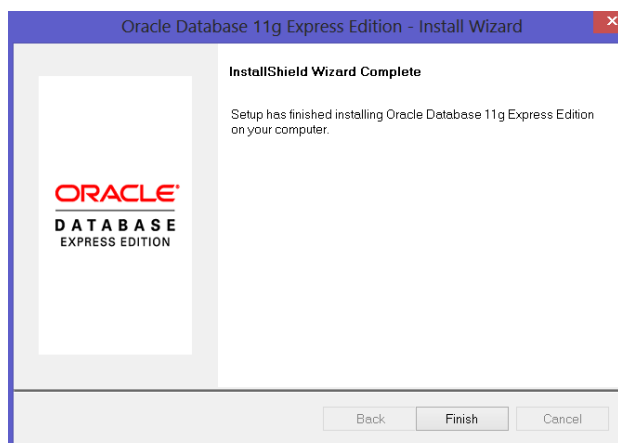 Oracle Database 11g Express Edition - Install Wizard
InstallShield Wizard Complete
Setup has finished installing Oracle Database 11g Express Edition
on your computer.
ORACLE
DATABASE
EXPRESS EDITION
Back Finish Cancel